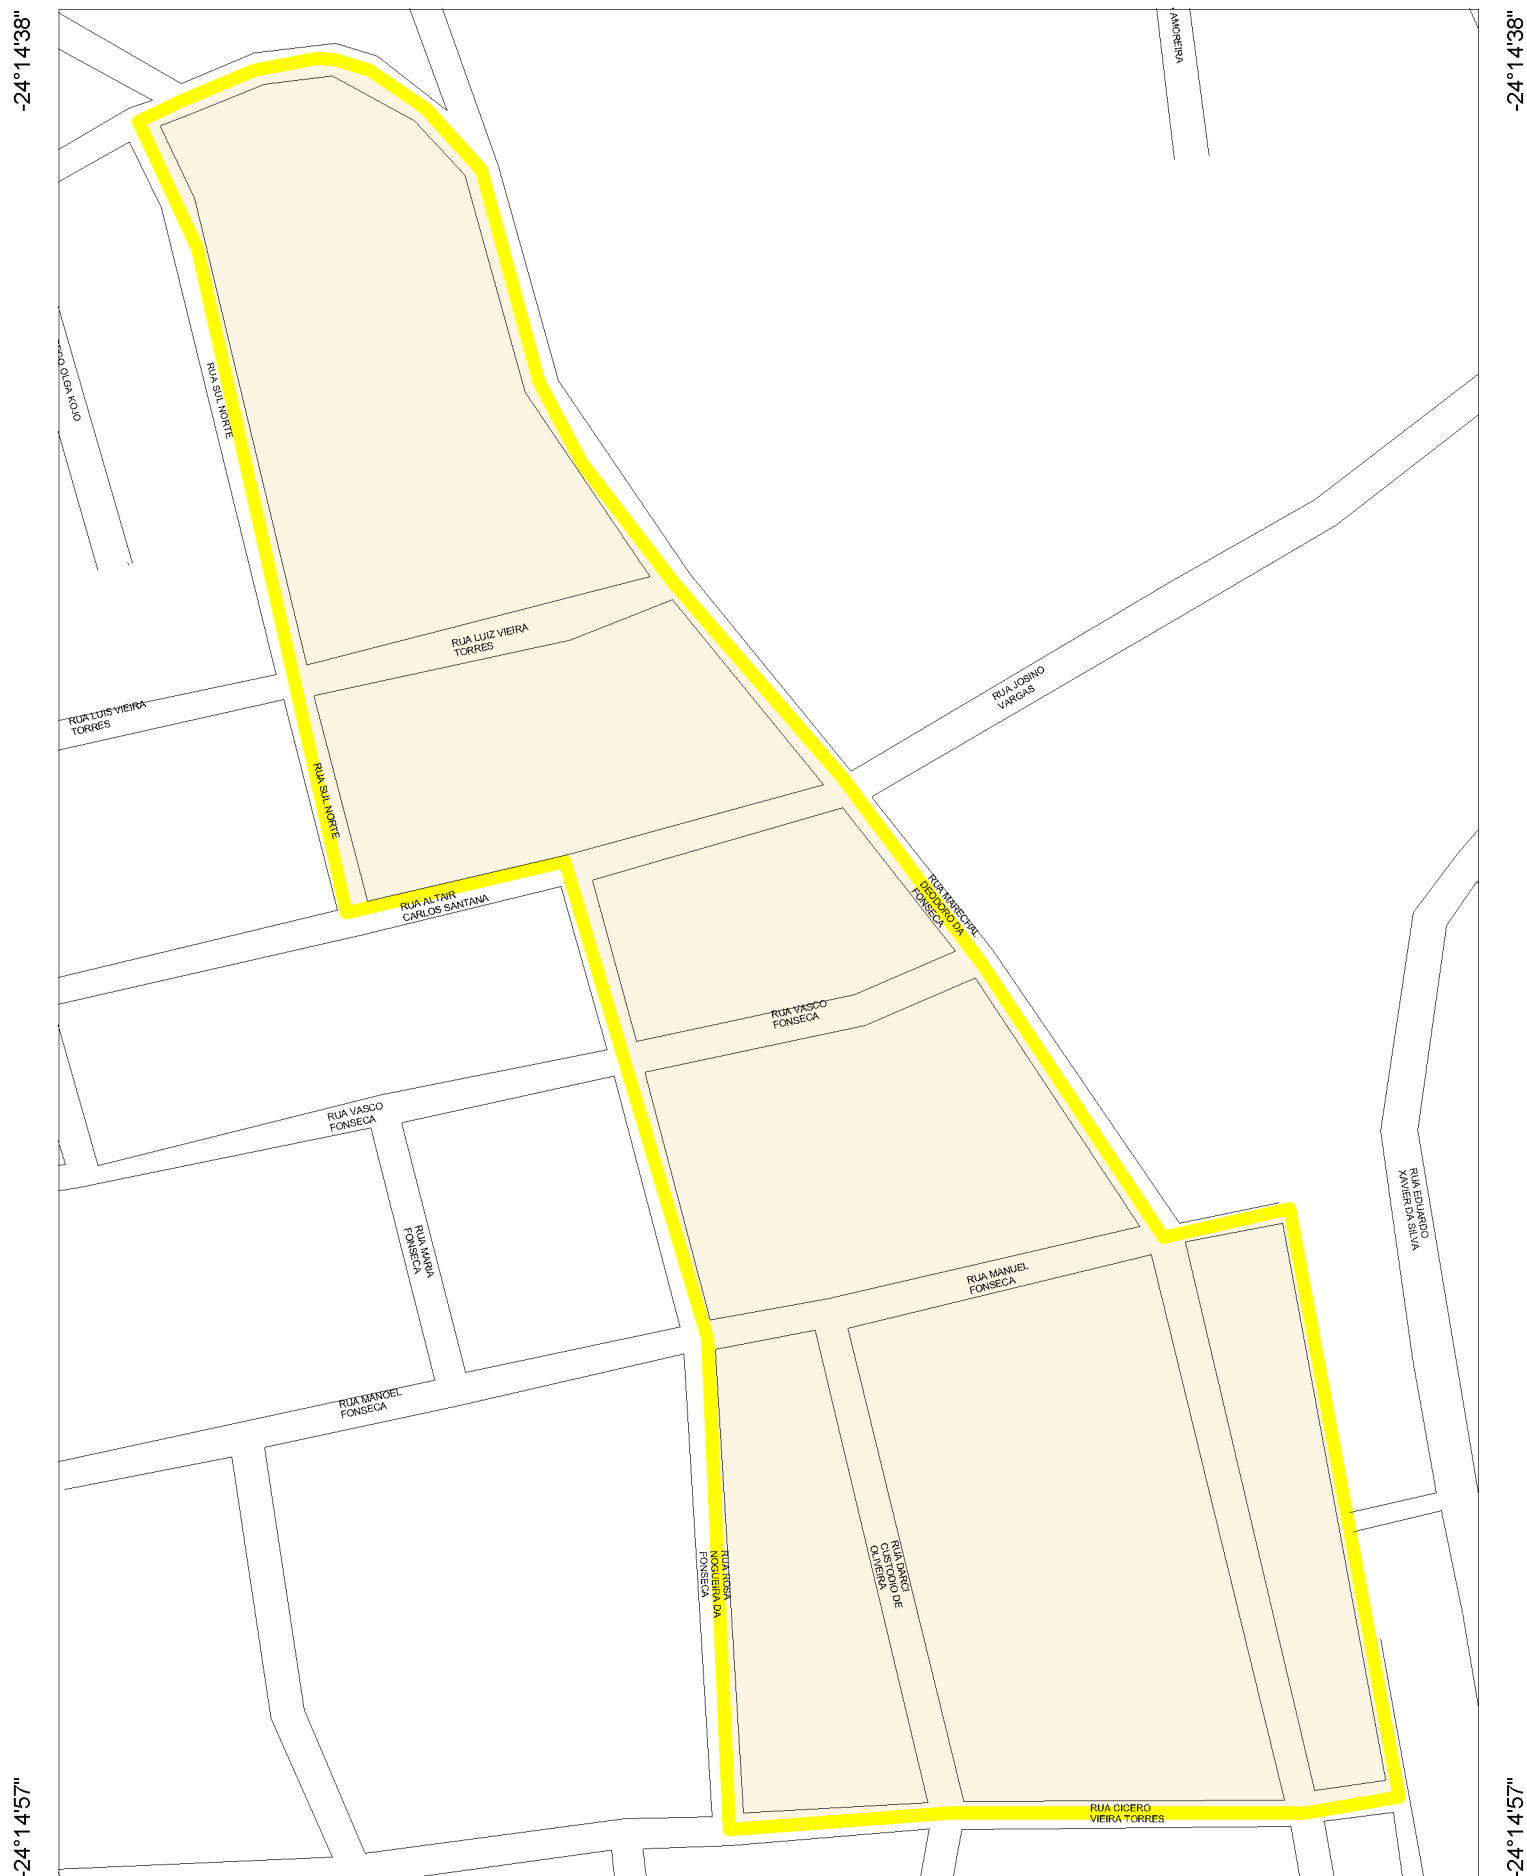 -24°14'38"
-24°14'38"
AMOREIRA
OLGA KOJO
RUA SUL NORTE
RUA LUIZ VIEIRA
TORRES
RUA JOSINO
VARGAS
RUA LUIS VIEIRA
TORRES
RUA SUL NORTE
RUA ALTAIR
CARLOS SANTANA
RUA MARECHAL
DEODORO DA
FONSECA
RUA VASCO
FONSECA
RUA VASCO
FONSECA
RUA EDUARDO
XAVIER DA SILVA
RUA MARIA
FONSECA
RUA MANUEL
FONSECA
RUA MANOEL
FONSECA
RUA ROSA
NOGUEIRA DA
FONSECA
RUA DARCI
CUSTODIO DE
OLIVEIRA
RUA CICERO
VIEIRA TORRES
-24°14'57"
-24°14'57"